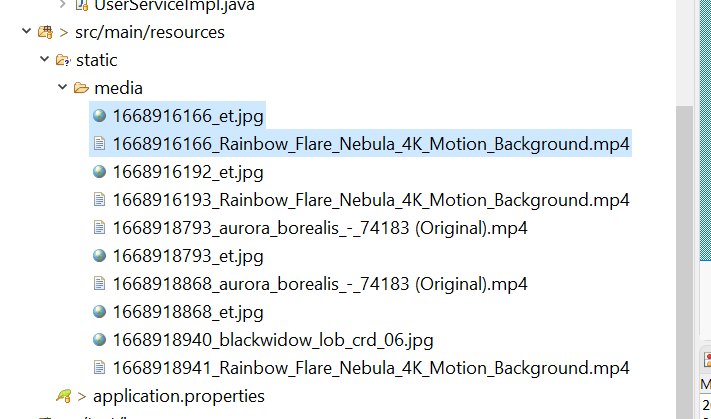 UserServiceImpl.java
> src/main/resources
static
media
1668916166_et.jpg
1668916166_Rainbow_Flare_Nebula_4K_Motion_Background.mp4
1668916192_et.jpg
1668916193_Rainbow_Flare_Nebula_4K_Motion_Background.mp4
1668918793_aurora_borealis_-_74183 (Original).mp4
1668918793_et.jpg
1668918868_aurora_borealis_-_74183 (Original).mp4
1668918868_et.jpg
1668918940_blackwidow_lob_crd_06.jpg
1668918941_Rainbow_Flare_Nebula_4K_Motion_Background.mp4
> application.properties